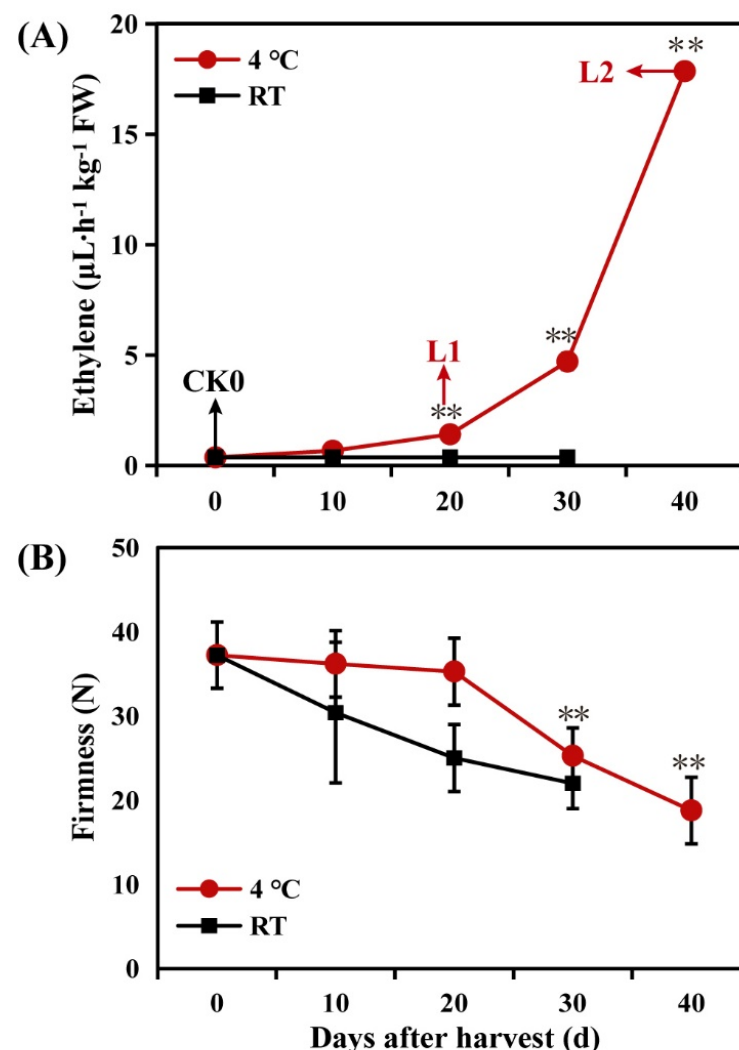 (A)
Ethylene (μL·h⁻¹ kg⁻¹ FW)
20
15
10
5
0
4 °C
RT
CK0
L1
L2
**
**
**
0 10 20 30 40
(B)
Firmness (N)
50
40
30
20
10
0
**
**
4 °C
RT
0 10 20 30 40
Days after harvest (d)